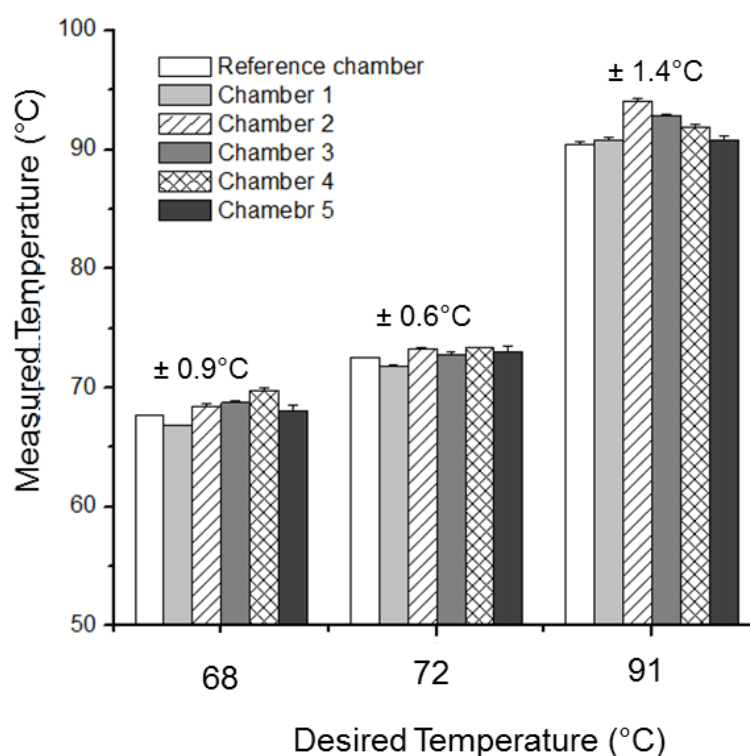 100
90
80
70
60
50
Measured Temperature (°C)
Reference chamber
Chamber 1
Chamber 2
Chamber 3
Chamber 4
Chamebr 5
± 0.9°C
± 0.6°C
± 1.4°C
68
72
91
Desired Temperature (°C)